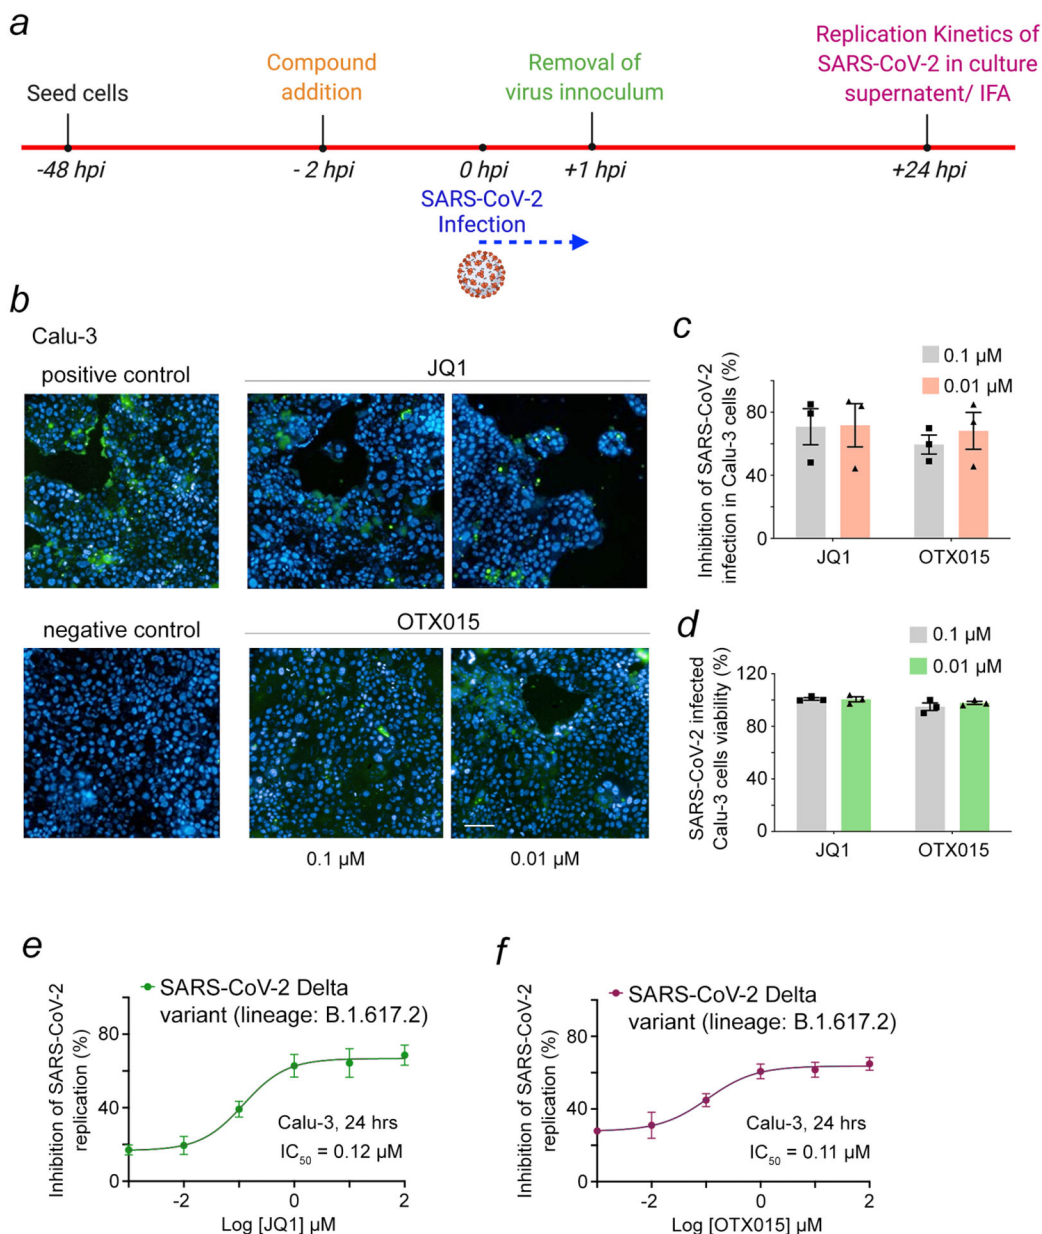 a
Seed cells
Compound
addition
Removal of
virus innoculum
Replication Kinetics of
SARS-CoV-2 in culture
supernatent/ IFA
-48 hpi
- 2 hpi
0 hpi
+1 hpi
+24 hpi
SARS-CoV-2
Infection
b
Calu-3
positive control
JQ1
negative control
OTX015
0.1 µM
0.01 µM
c
0.1 µM
0.01 µM
Inhibition of SARS-CoV-2
infection in Calu-3 cells (%)
80
40
0
JQ1
OTX015
d
0.1 µM
0.01 µM
SARS-CoV-2 infected
Calu-3 cells viability (%)
120
80
40
0
JQ1
OTX015
e
SARS-CoV-2 Delta
variant (lineage: B.1.617.2)
Inhibition of SARS-CoV-2
replication (%)
80
40
0
Calu-3, 24 hrs
IC50 = 0.12 µM
-2
0
2
Log [JQ1] µM
f
SARS-CoV-2 Delta
variant (lineage: B.1.617.2)
Inhibition of SARS-CoV-2
replication (%)
80
40
0
Calu-3, 24 hrs
IC50 = 0.11 µM
-2
0
2
Log [OTX015] µM